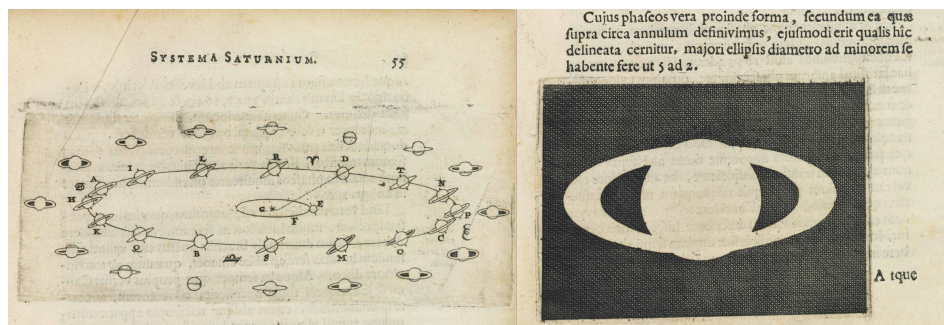 SYSTEMA SATURNIUM. 55
L R ♈ D
I T
A N
♋ H P
G E
F ♑
K C
Q B ♎ S M O
Cujus phaseos vera proinde forma, secundum ea quæ
supra circa annulum definivimus, ejusmodi erit qualis hîc
delineata cernitur, majori ellipsis diametro ad minorem se
habente fere ut 5 ad 2.
A tque